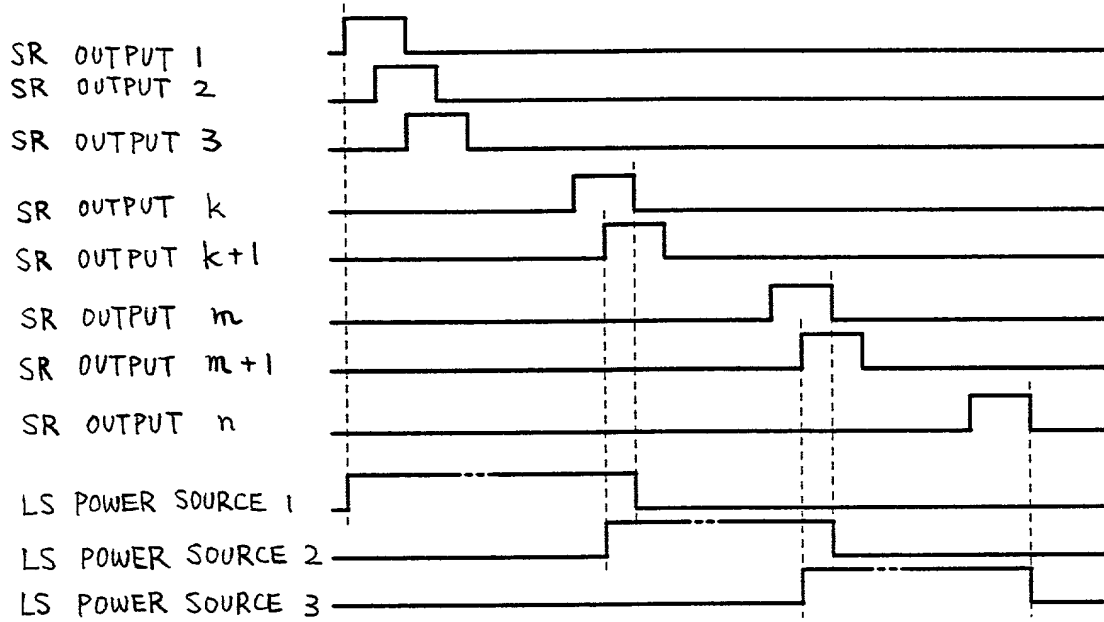 SR OUTPUT 1
SR OUTPUT 2
SR OUTPUT 3
SR OUTPUT k
SR OUTPUT k+1
SR OUTPUT m
SR OUTPUT m+1
SR OUTPUT n
LS POWER SOURCE 1
LS POWER SOURCE 2
LS POWER SOURCE 3